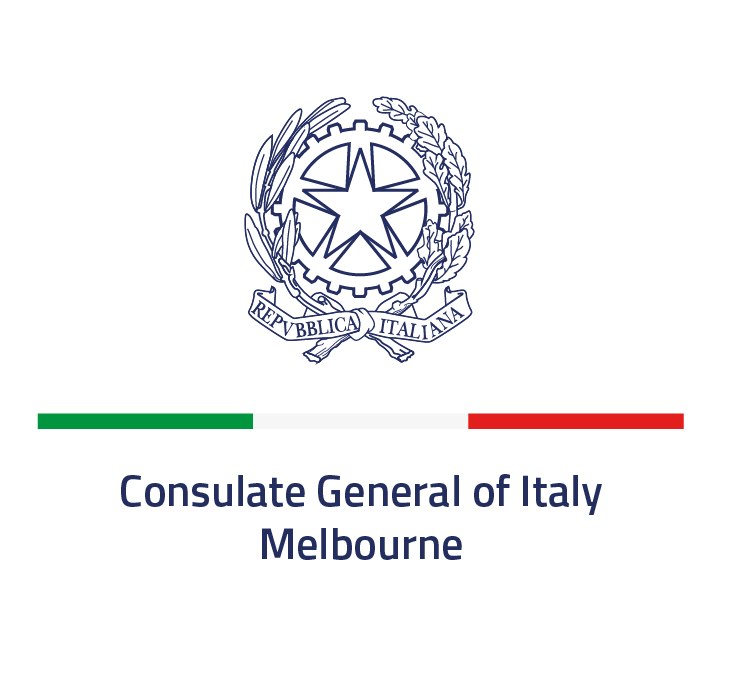 REPVBBLICA ITALIANA
Consulate General of Italy
Melbourne